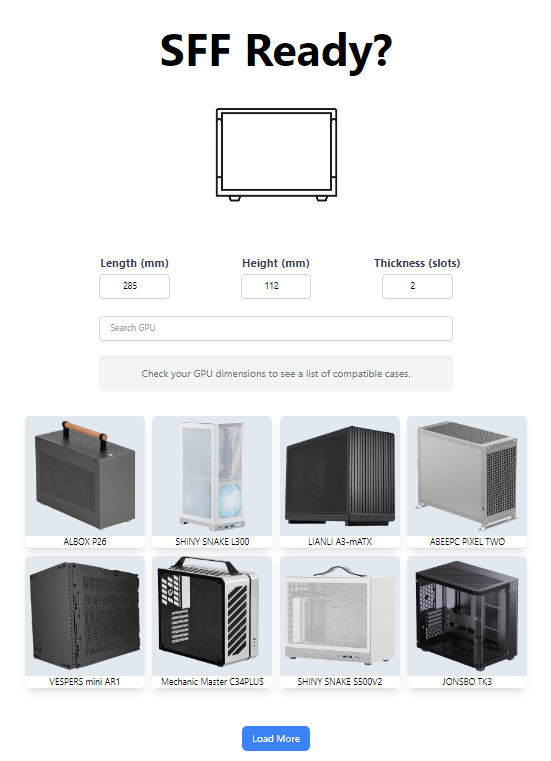 SFF Ready?
Length (mm) Height (mm) Thickness (slots)
285 112 2
Search GPU
Check your GPU dimensions to see a list of compatible cases.
ALBOX P26 SHINY SNAKE L300 LIANLI A3-mATX ABEEPC PIXEL TWO
VESPERS mini AR1 Mechanic Master C34PLUS SHINY SNAKE S500V2 JONSBO TK3
Load More